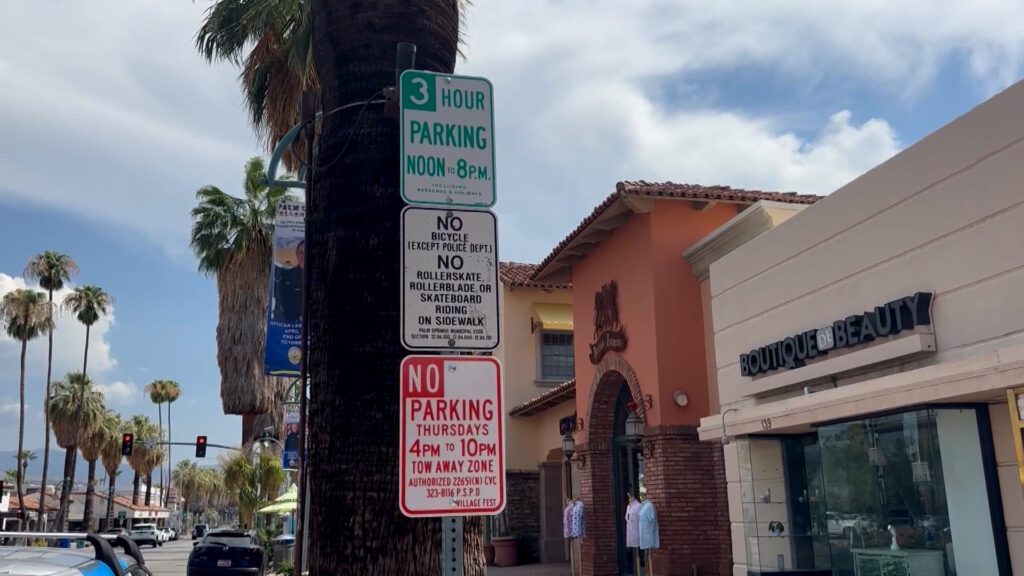 3 HOUR
PARKING
NOON TO 8 P.M.
INCLUDING
WEEKENDS & HOLIDAYS
NO
BICYCLE
(EXCEPT POLICE DEPT.)
NO
ROLLERSKATE,
ROLLERBLADE, OR
SKATEBOARD
RIDING
ON SIDEWALK
PALM SPRINGS MUNICIPAL CODE
NO
PARKING
THURSDAYS
4PM TO 10PM
TOW AWAY ZONE
AUTHORIZED 22651(N) CVC
323-8116 P.S.P.D
VILLAGE FEST
BOUTIQUE DE BEAUTY
139